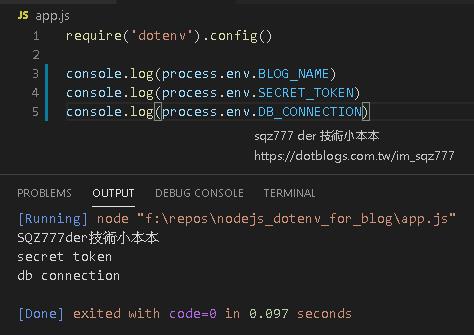 JS app.js
1 require('dotenv').config()
2
3 console.log(process.env.BLOG_NAME)
4 console.log(process.env.SECRET_TOKEN)
5 console.log(process.env.DB_CONNECTION)
sqz777 der 技術小本本
https://dotblogs.com.tw/im_sqz777
PROBLEMS OUTPUT DEBUG CONSOLE TERMINAL
[Running] node "f:\repos\nodejs_dotenv_for_blog\app.js"
SQZ777der技術小本本
secret token
db connection
[Done] exited with code=0 in 0.097 seconds